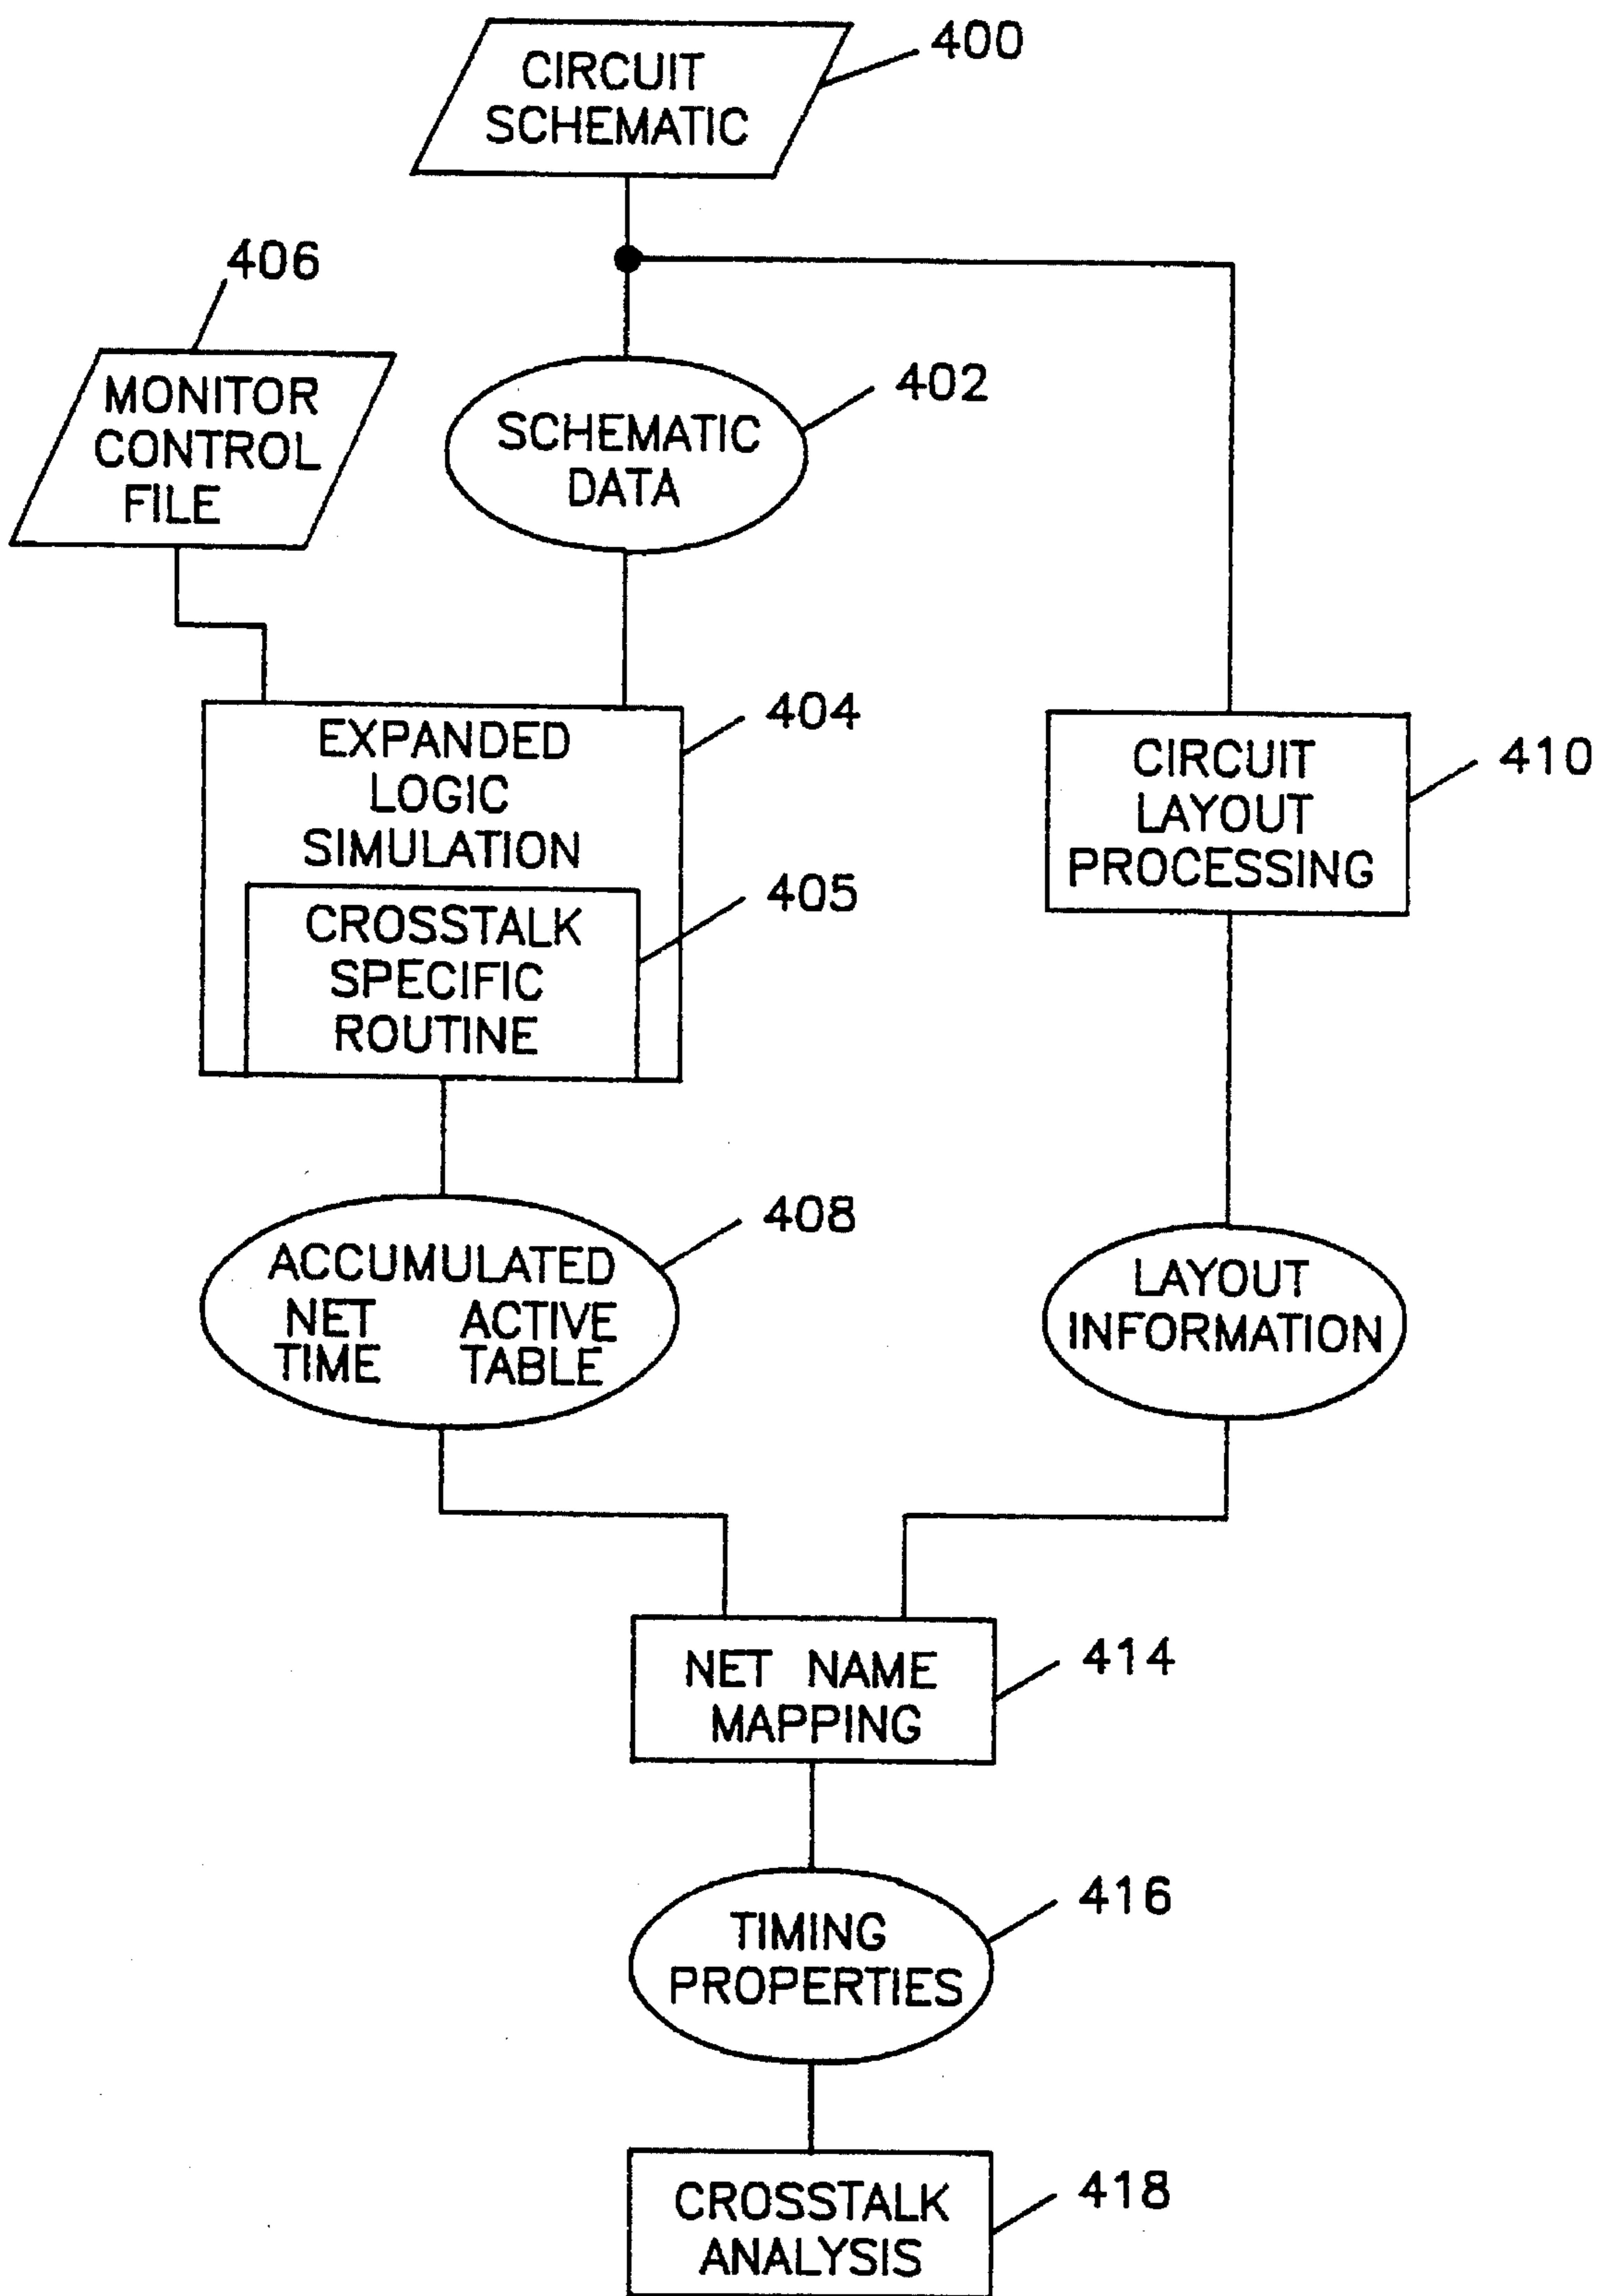 CIRCUIT
SCHEMATIC
400
406
MONITOR
CONTROL
FILE
402
SCHEMATIC
DATA
404
EXPANDED
LOGIC
SIMULATION
405
CROSSTALK
SPECIFIC
ROUTINE
410
CIRCUIT
LAYOUT
PROCESSING
408
ACCUMULATED
NET ACTIVE
TIME TABLE
LAYOUT
INFORMATION
NET NAME
MAPPING
414
TIMING
PROPERTIES
416
CROSSTALK
ANALYSIS
418